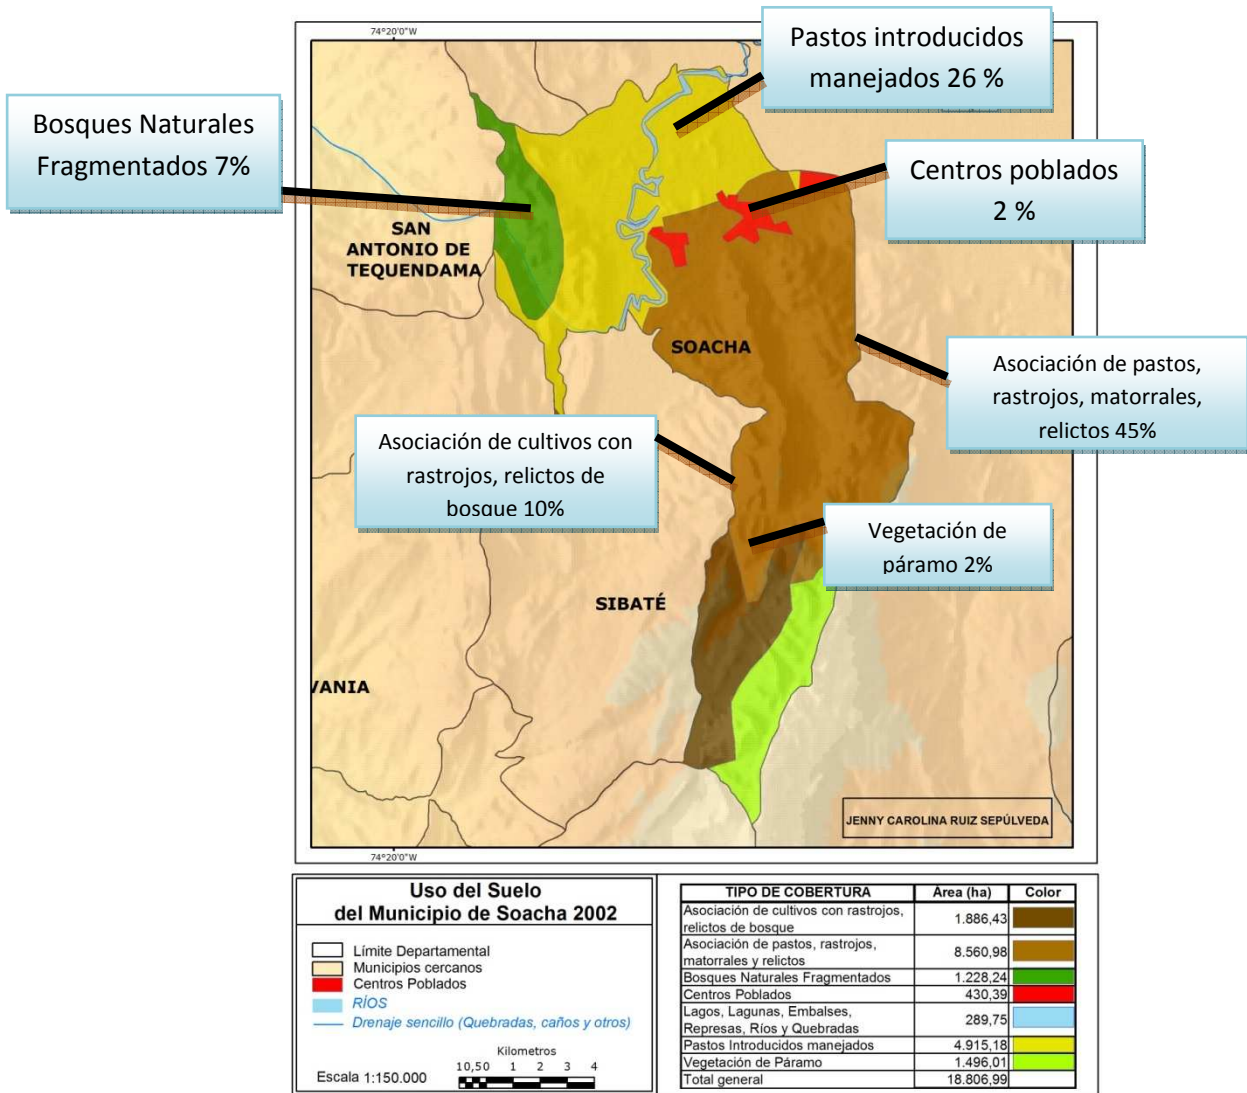 74°20'0"W
Pastos introducidos
manejados 26 %
Bosques Naturales
Fragmentados 7%
Centros poblados
2 %
SAN
ANTONIO DE
TEQUENDAMA
SOACHA
Asociación de pastos,
rastrojos, matorrales,
relictos 45%
Asociación de cultivos con
rastrojos, relictos de
bosque 10%
Vegetación de
páramo 2%
SIBATÉ
VANIA
JENNY CAROLINA RUIZ SEPÚLVEDA
74°20'0"W
Uso del Suelo
del Municipio de Soacha 2002
Límite Departamental
Municipios cercanos
Centros Poblados
RÍOS
Drenaje sencillo (Quebradas, caños y otros)
Kilometros
Escala 1:150.000
10,50 1 2 3 4
TIPO DE COBERTURA Área (ha) Color
Asociación de cultivos con rastrojos,
relictos de bosque 1.886,43
Asociación de pastos, rastrojos,
matorrales y relictos 8.560,98
Bosques Naturales Fragmentados 1.228,24
Centros Poblados 430,39
Lagos, Lagunas, Embalses,
Represas, Ríos y Quebradas 289,75
Pastos Introducidos manejados 4.915,18
Vegetación de Páramo 1.496,01
Total general 18.806,99